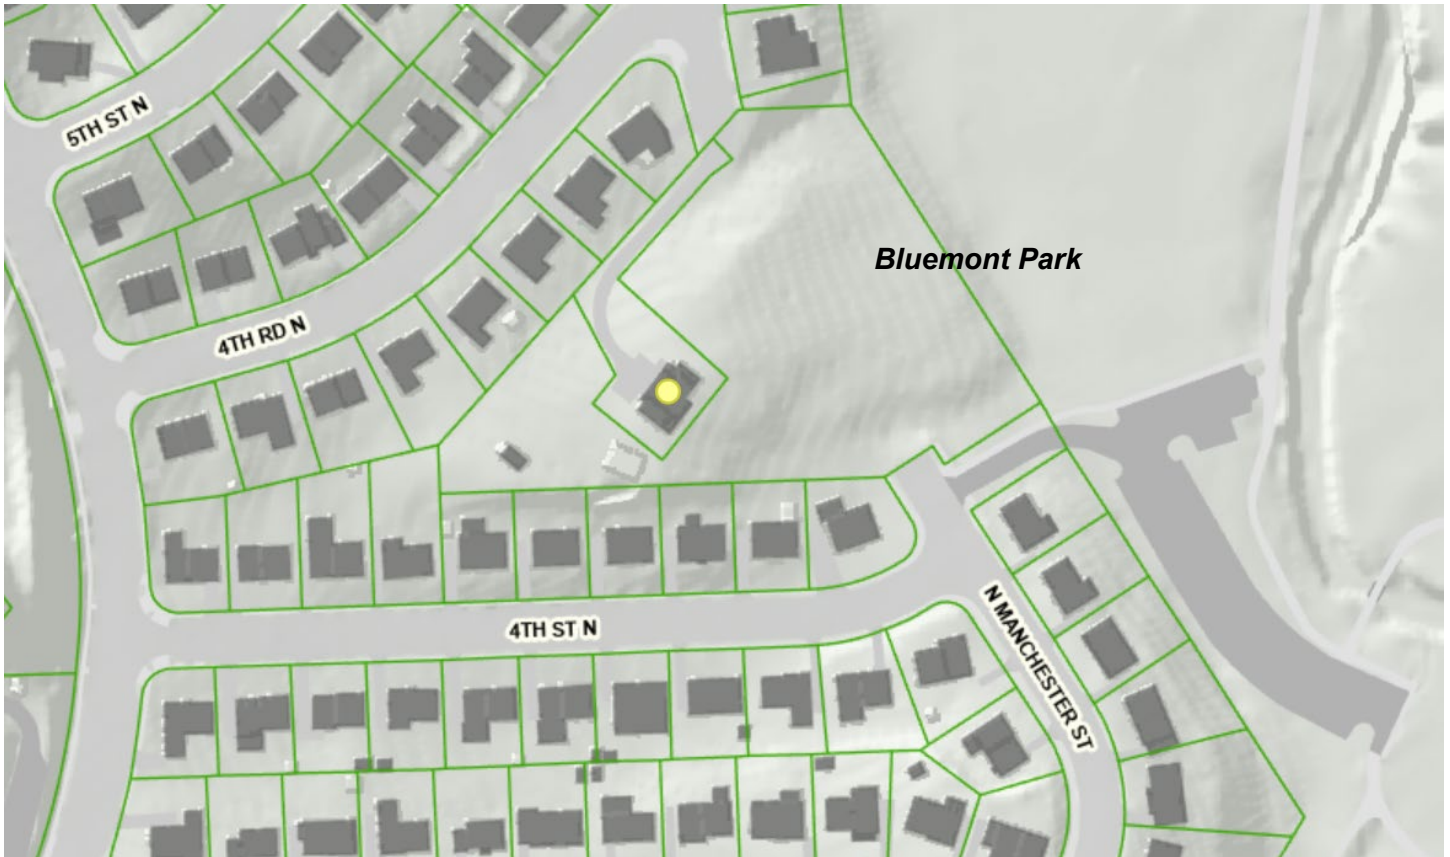 5TH ST N
Bluemont Park
4TH RD N
4TH ST N
N MANCHESTER ST